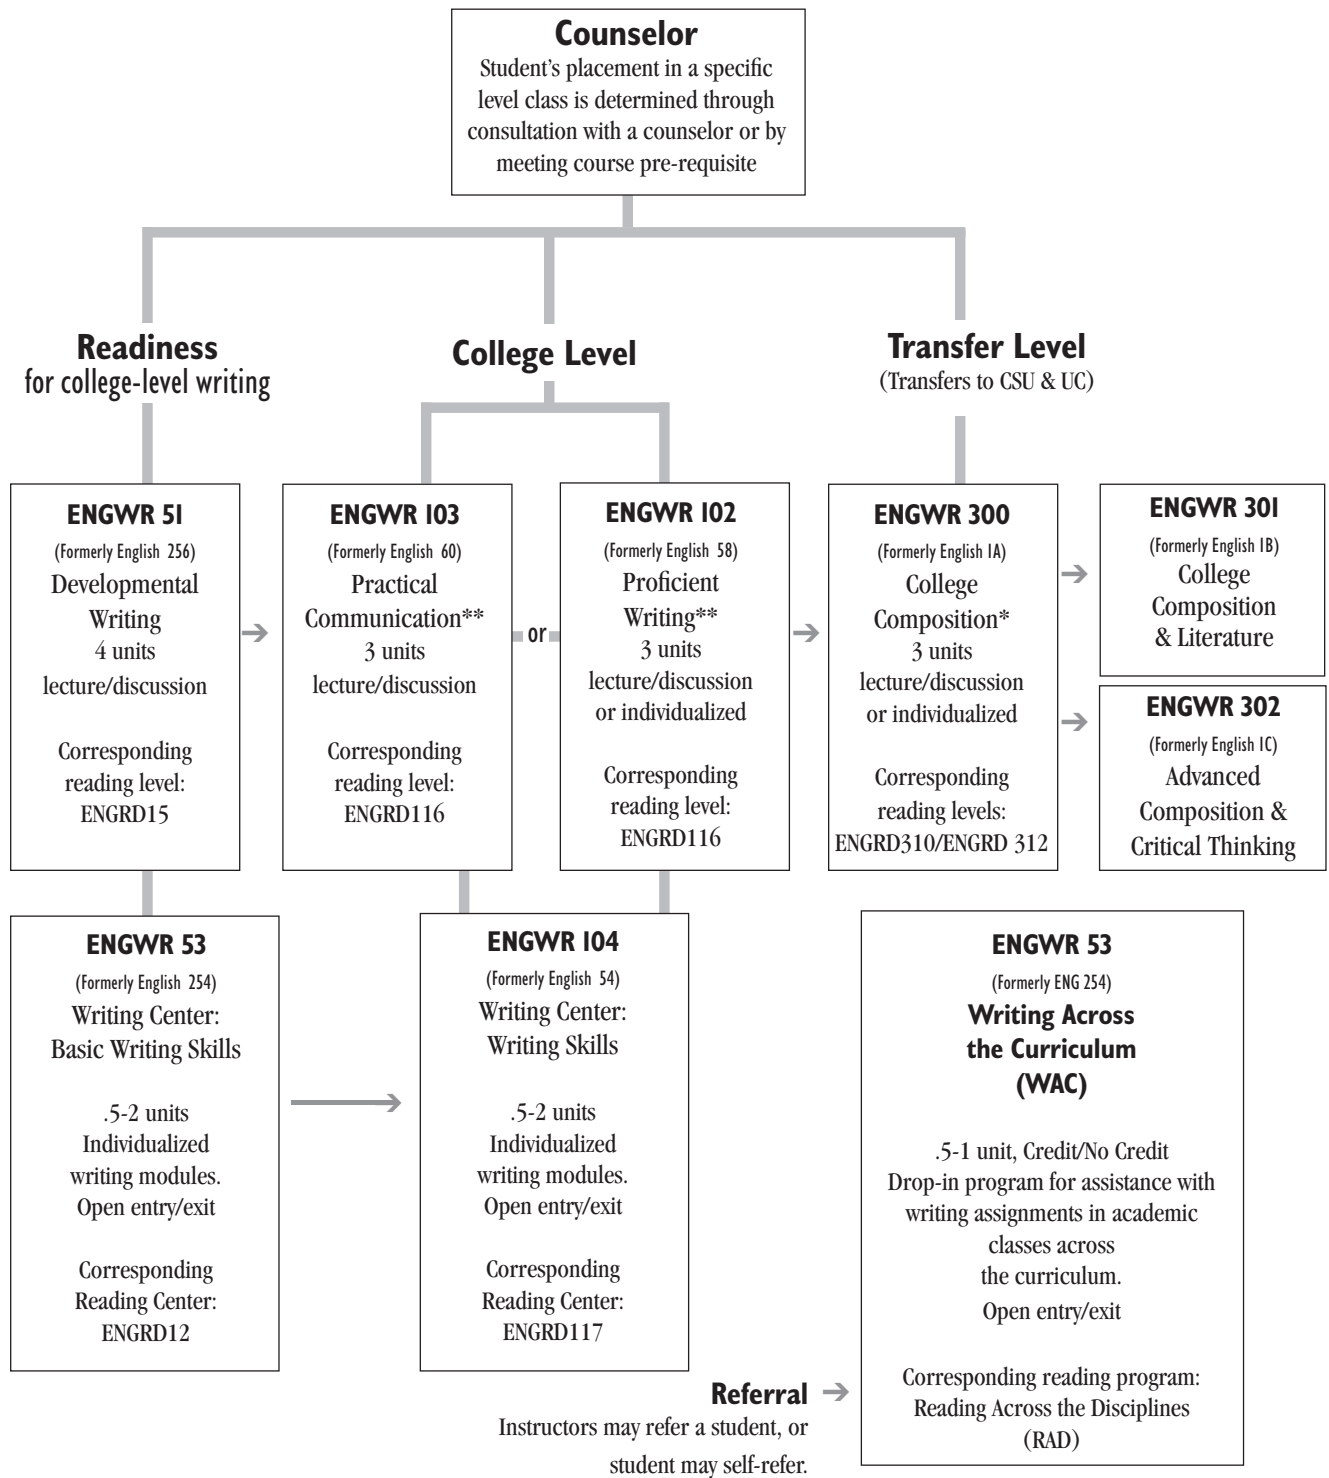 Counselor
Student's placement in a specific
level class is determined through
consultation with a counselor or by
meeting course pre-requisite
Readiness
for college-level writing
College Level
Transfer Level
(Transfers to CSU & UC)
ENGWR 51
(Formerly English 256)
Developmental
Writing
4 units
lecture/discussion
Corresponding
reading level:
ENGRD15
ENGWR 103
(Formerly English 60)
Practical
Communication**
3 units
lecture/discussion
Corresponding
reading level:
ENGRD116
or
ENGWR 102
(Formerly English 58)
Proficient
Writing**
3 units
lecture/discussion
or individualized
Corresponding
reading level:
ENGRD116
ENGWR 300
(Formerly English 1A)
College
Composition*
3 units
lecture/discussion
or individualized
Corresponding
reading levels:
ENGRD310/ENGRD 312
ENGWR 301
(Formerly English 1B)
College
Composition
& Literature
ENGWR 302
(Formerly English 1C)
Advanced
Composition &
Critical Thinking
ENGWR 53
(Formerly English 254)
Writing Center:
Basic Writing Skills
.5-2 units
Individualized
writing modules.
Open entry/exit
Corresponding
Reading Center:
ENGRD12
ENGWR 104
(Formerly English 54)
Writing Center:
Writing Skills
.5-2 units
Individualized
writing modules.
Open entry/exit
Corresponding
Reading Center:
ENGRD117
ENGWR 53
(Formerly ENG 254)
Writing Across
the Curriculum
(WAC)
.5-1 unit, Credit/No Credit
Drop-in program for assistance with
writing assignments in academic
classes across
the curriculum.
Open entry/exit
Corresponding reading program:
Reading Across the Disciplines
(RAD)
Referral
Instructors may refer a student, or
student may self-refer.